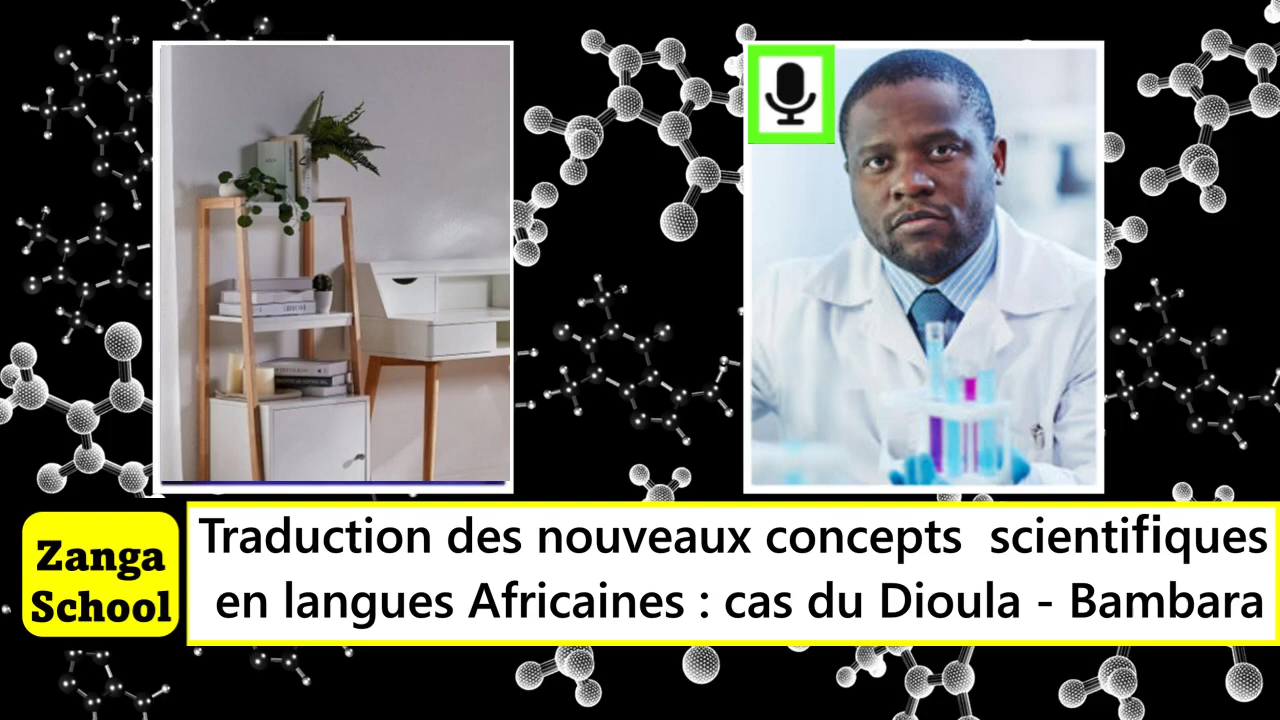 Zanga
School
Traduction des nouveaux concepts scientifiques
en langues Africaines : cas du Dioula - Bambara